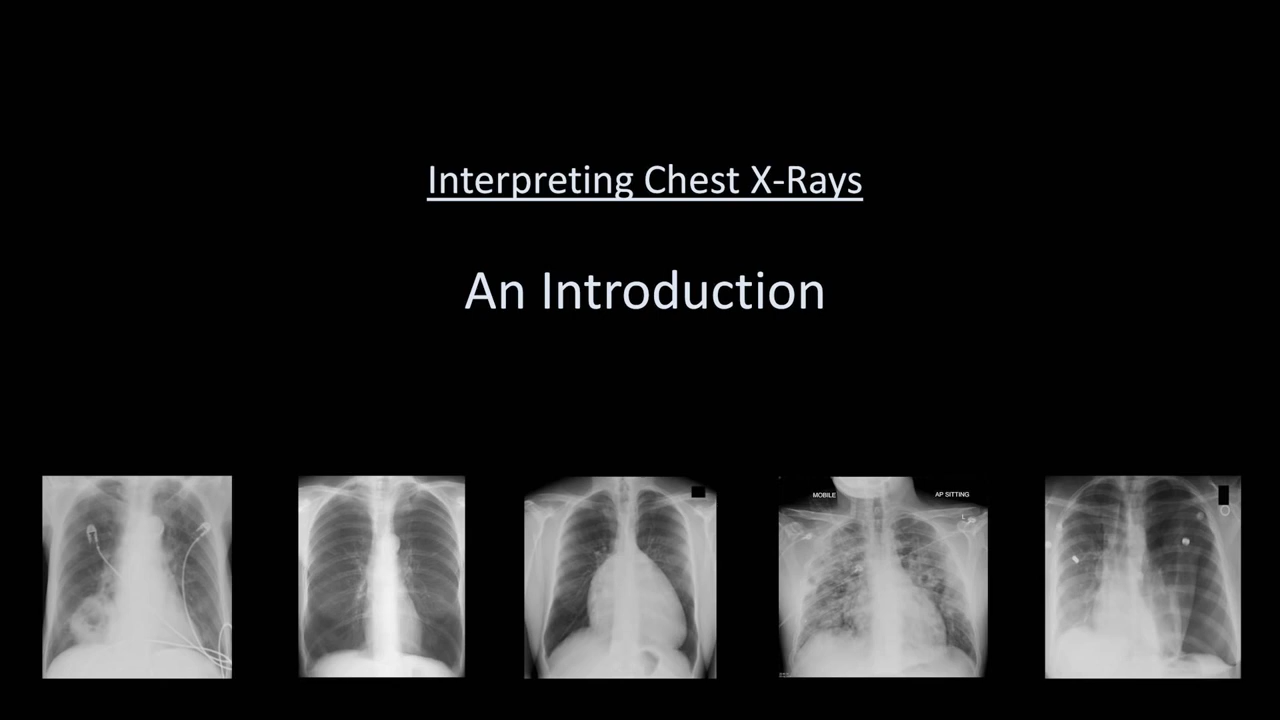 Interpreting Chest X-Rays
An Introduction
MOBILE
AP SITTING
L